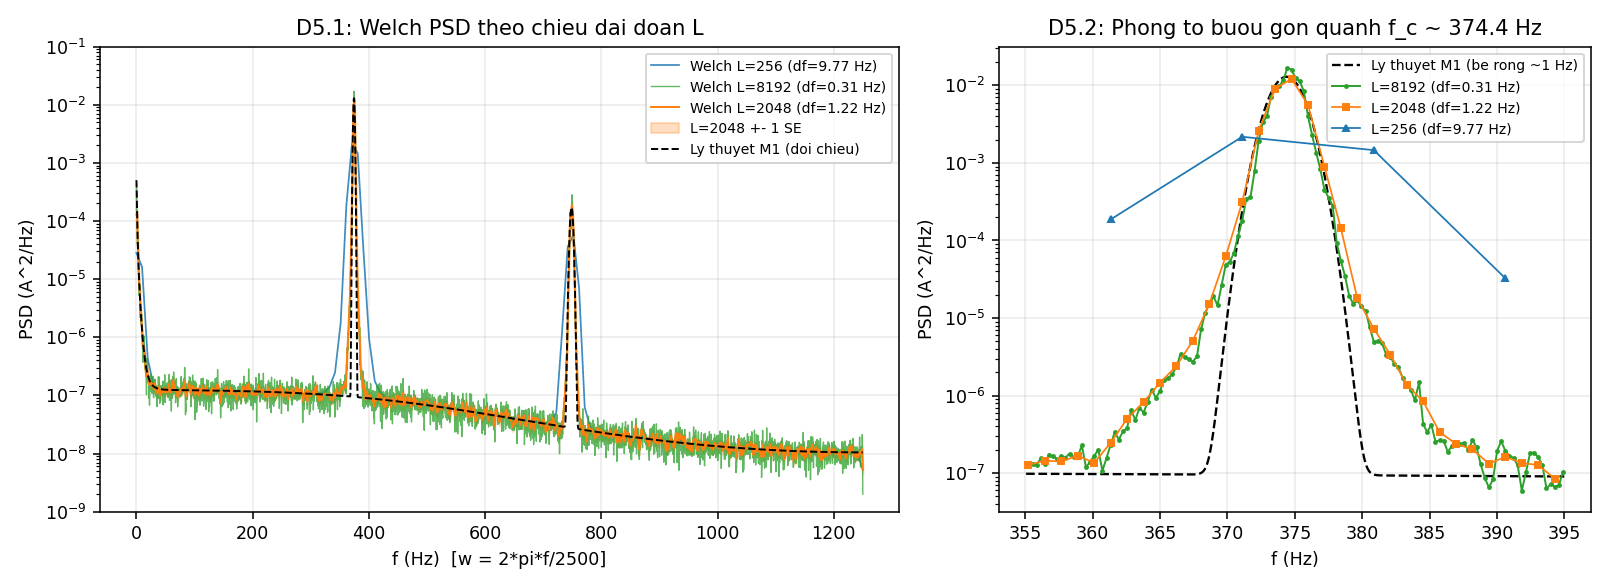 D5.1: Welch PSD theo chieu dai doan L
PSD (A^2/Hz)
10^-1
10^-2
10^-3
10^-4
10^-5
10^-6
10^-7
10^-8
10^-9
Welch L=256 (df=9.77 Hz)
Welch L=8192 (df=0.31 Hz)
Welch L=2048 (df=1.22 Hz)
L=2048 +- 1 SE
Ly thuyet M1 (doi chieu)
0 200 400 600 800 1000 1200
f (Hz) [w = 2*pi*f/2500]
D5.2: Phong to buou gon quanh f_c ~ 374.4 Hz
PSD (A^2/Hz)
10^-2
10^-3
10^-4
10^-5
10^-6
10^-7
Ly thuyet M1 (be rong ~1 Hz)
L=8192 (df=0.31 Hz)
L=2048 (df=1.22 Hz)
L=256 (df=9.77 Hz)
355 360 365 370 375 380 385 390 395
f (Hz)